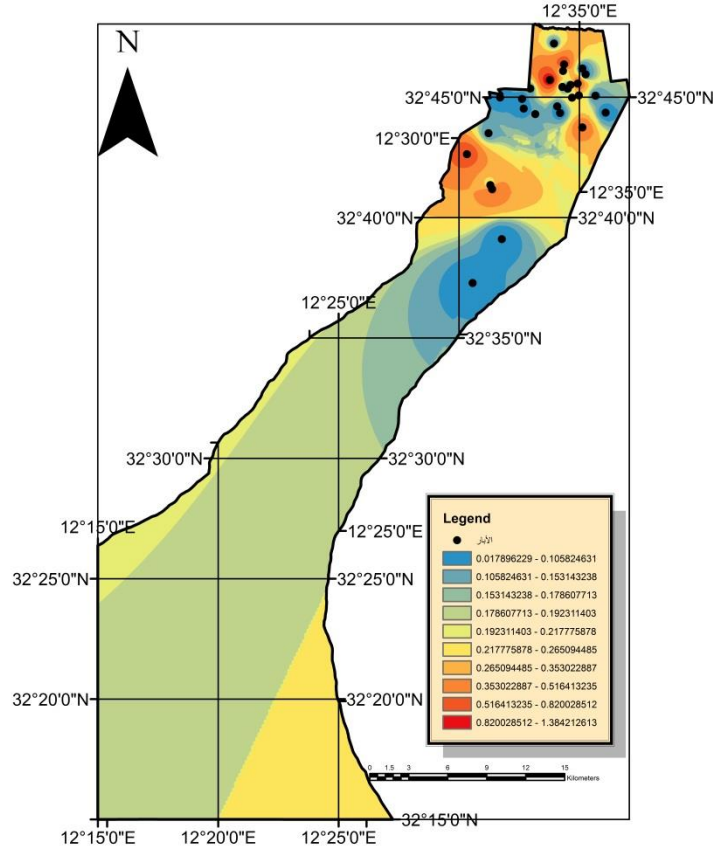 12°35'0"E
N
32°45'0"N
32°45'0"N
12°30'0"E
12°35'0"E
32°40'0"N
32°40'0"N
12°25'0"E
32°35'0"N
32°30'0"N
32°30'0"N
12°15'0"E
12°25'0"E
32°25'0"N
32°25'0"N
32°20'0"N
32°20'0"N
32°15'0"N
12°15'0"E
12°20'0"E
12°25'0"E
Legend
الأبار
0.017896229 - 0.105824631
0.105824631 - 0.153143238
0.153143238 - 0.178607713
0.178607713 - 0.192311403
0.192311403 - 0.217775878
0.217775878 - 0.265094485
0.265094485 - 0.353022887
0.353022887 - 0.516413235
0.516413235 - 0.820028512
0.820028512 - 1.384212613
0 1.5 3 6 9 12 15
Kilometers